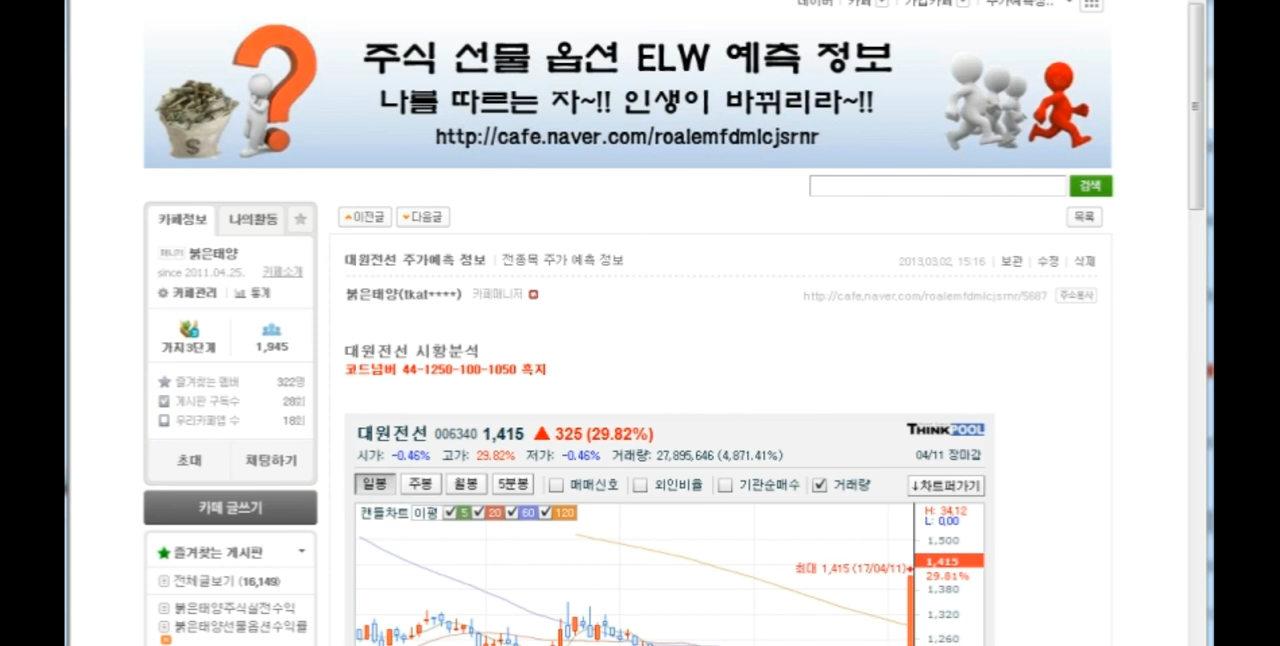 네이버 카페 가입카페
주식 선물 옵션 ELW 예측 정보
나를 따르는 자~!! 인생이 바뀌리라~!!
http://cafe.naver.com/roalemfdmlcjsrnr
검색
카페정보 나의활동
이전글 다음글 목록
매니저 붉은태양
since 2011.04.25. 카페소개
카페관리 통계
대원전선 주가예측 정보 | 전종목 주가 예측 정보 2013.03.02. 15:16 | 보관 | 수정 | 삭제
붉은태양(tkat****) 카페매니저 http://cafe.naver.com/roalemfdmlcjsrnr/5687 주소복사
가지3단계 1,945
즐겨찾는 멤버 322명
게시판 구독수 28회
우리카페앱 수 18회
초대 채팅하기
카페 글쓰기
즐겨찾는 게시판
전체글보기 (16,149)
붉은태양주식실전수익
붉은태양선물옵션수익률
대원전선 시황분석
코드넘버 44-1250-100-1050 흑지
대원전선 006340 1,415 ▲ 325 (29.82%) THINKPOOL
시가: -0.46% 고가: 29.82% 저가: -0.46% 거래량: 27,895,646 (4,871.41%) 04/11 장마감
일봉 주봉 월봉 5분봉 매매신호 외인비율 기관순매수 거래량 ↓차트퍼가기
캔들차트 이평 5 20 60 120
H: 34.12
L: 0.00
1,500
최대 1,415 (17/04/11)
1,415
29.81%
1,380
1,320
1,260